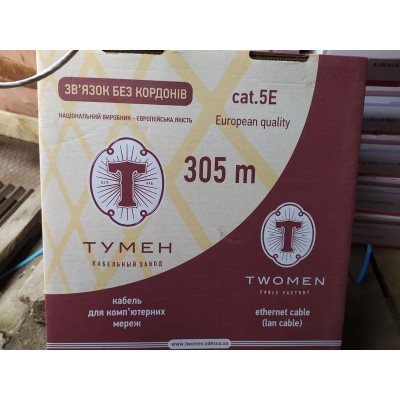 ЗВ'ЯЗОК БЕЗ КОРДОНІВ
НАЦІОНАЛЬНИЙ ВИРОБНИК - ЄВРОПЕЙСЬКА ЯКІСТЬ
cat.5E
European quality
305 m
Т
ТУМЕН
КАБЕЛЬНЫЙ ЗАВОД
кабель
для комп'ютерних
мереж
T
TWOMEN
CABLE FACTORY
ethernet cable
(lan cable)
www.twomen.odessa.ua